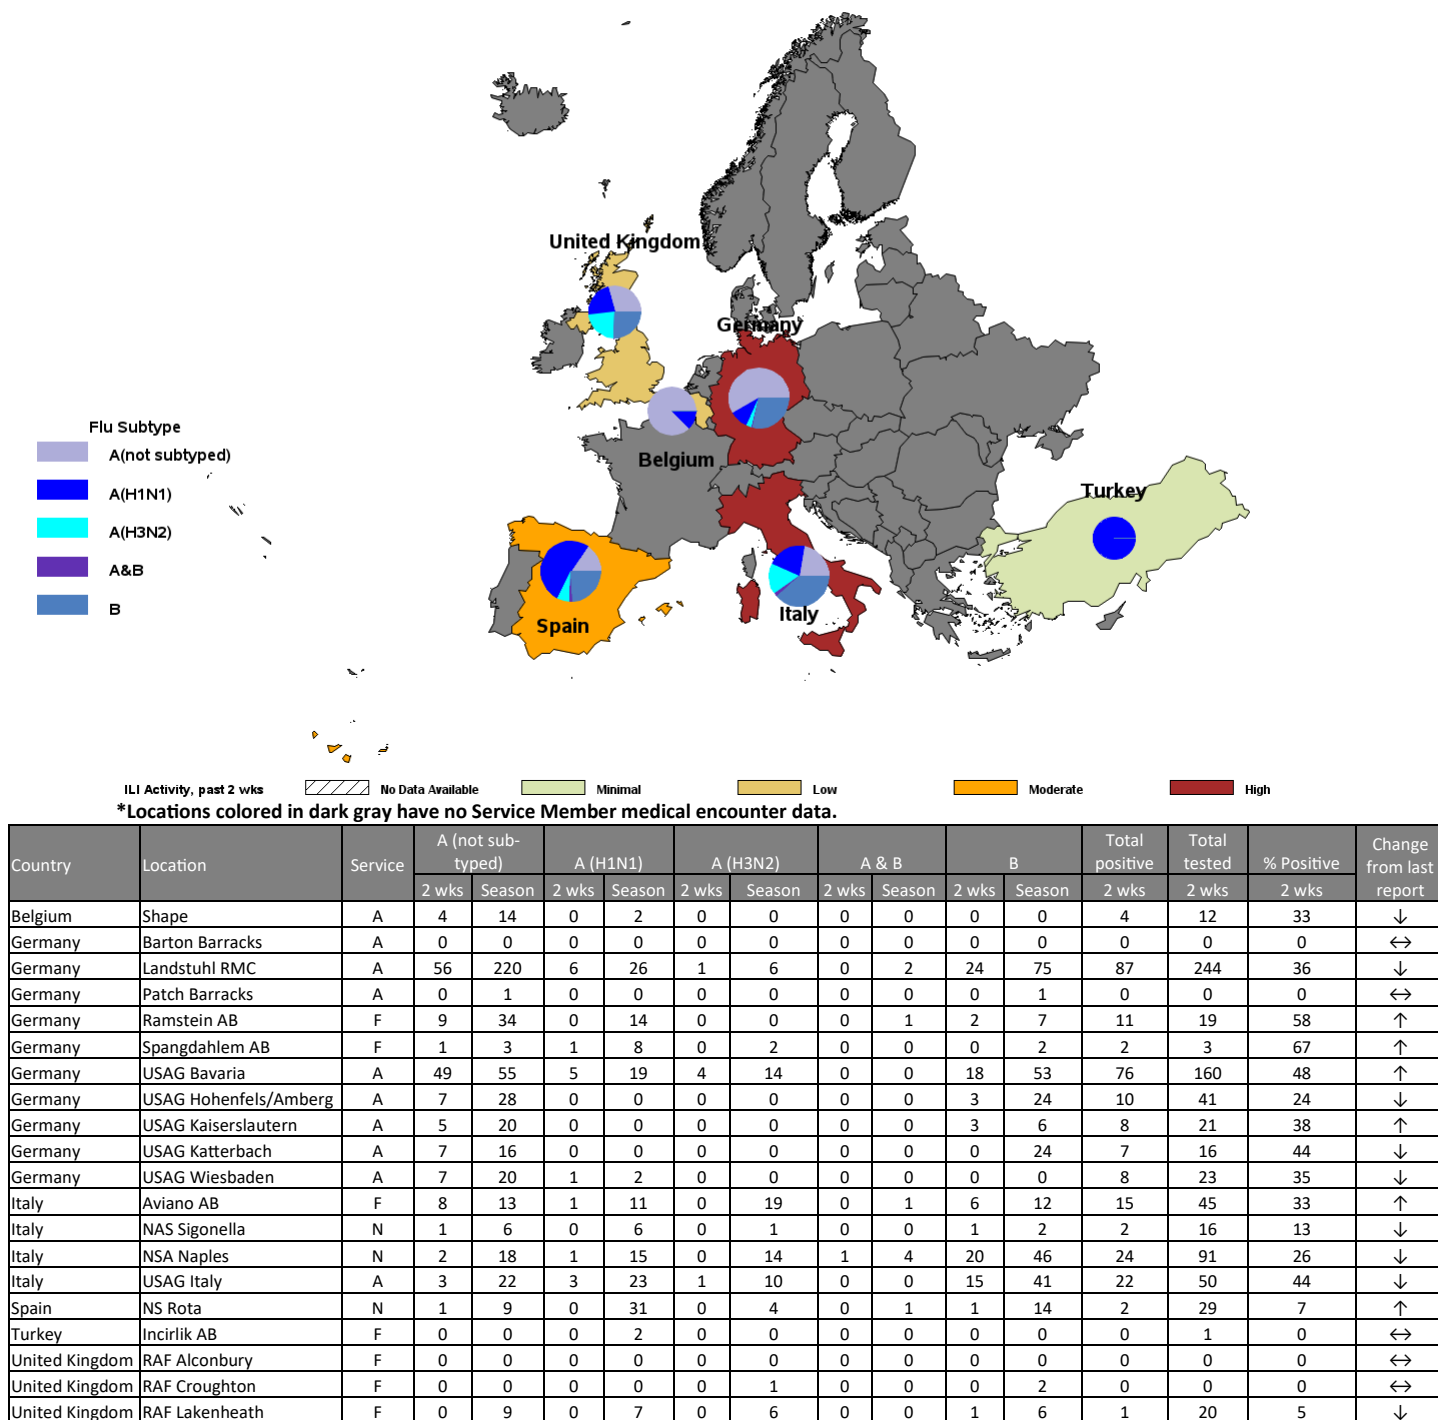 United Kingdom
Germany
Flu Subtype
A(not subtyped)
A(H1N1)
A(H3N2)
A&B
B
Belgium
Turkey
Spain
Italy
ILI Activity, past 2 wks No Data Available Minimal Low Moderate High
*Locations colored in dark gray have no Service Member medical encounter data.
Country Location Service A (not sub-typed) A (H1N1) A (H3N2) A & B B Total positive Total tested % Positive Change from last report
2 wks Season 2 wks Season 2 wks Season 2 wks Season 2 wks Season 2 wks 2 wks 2 wks
Belgium Shape A 4 14 0 2 0 0 0 0 0 0 4 12 33 ↓
Germany Barton Barracks A 0 0 0 0 0 0 0 0 0 0 0 0 0 ↔
Germany Landstuhl RMC A 56 220 6 26 1 6 0 2 24 75 87 244 36 ↓
Germany Patch Barracks A 0 1 0 0 0 0 0 0 0 1 0 0 0 ↔
Germany Ramstein AB F 9 34 0 14 0 0 0 1 2 7 11 19 58 ↑
Germany Spangdahlem AB F 1 3 1 8 0 2 0 0 0 2 2 3 67 ↑
Germany USAG Bavaria A 49 55 5 19 4 14 0 0 18 53 76 160 48 ↑
Germany USAG Hohenfels/Amberg A 7 28 0 0 0 0 0 0 3 24 10 41 24 ↓
Germany USAG Kaiserslautern A 5 20 0 0 0 0 0 0 3 6 8 21 38 ↑
Germany USAG Katterbach A 7 16 0 0 0 0 0 0 0 24 7 16 44 ↓
Germany USAG Wiesbaden A 7 20 1 2 0 0 0 0 0 0 8 23 35 ↓
Italy Aviano AB F 8 13 1 11 0 19 0 1 6 12 15 45 33 ↑
Italy NAS Sigonella N 1 6 0 6 0 1 0 0 1 2 2 16 13 ↓
Italy NSA Naples N 2 18 1 15 0 14 1 4 20 46 24 91 26 ↓
Italy USAG Italy A 3 22 3 23 1 10 0 0 15 41 22 50 44 ↓
Spain NS Rota N 1 9 0 31 0 4 0 1 1 14 2 29 7 ↑
Turkey Incirlik AB F 0 0 0 2 0 0 0 0 0 0 0 1 0 ↔
United Kingdom RAF Alconbury F 0 0 0 0 0 0 0 0 0 0 0 0 0 ↔
United Kingdom RAF Croughton F 0 0 0 0 0 1 0 0 0 2 0 0 0 ↔
United Kingdom RAF Lakenheath F 0 9 0 7 0 6 0 0 1 6 1 20 5 ↓